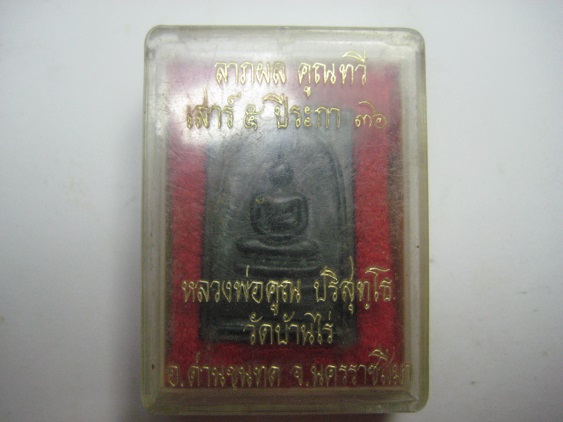 ลาภผล คูณทวี
เสาร์ ๕ ปีระกา ๓๖
หลวงพ่อคูณ ปริสุทฺโธ
วัดบ้านไร่
อ.ด่านขุนทด จ.นครราชสีมา